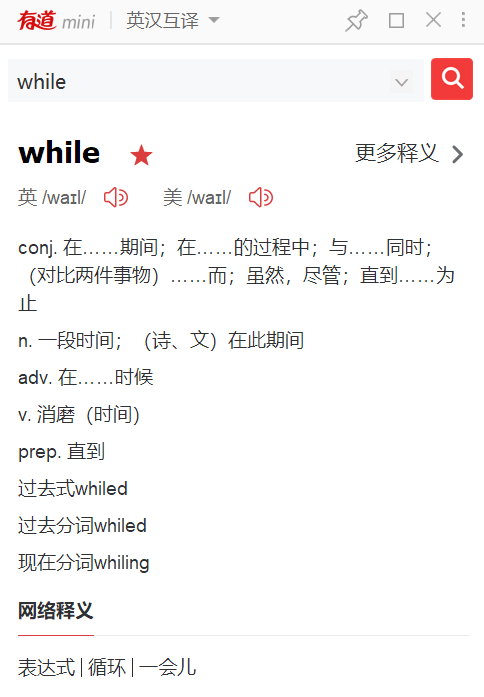 有道 mini 英汉互译
while
while 更多释义
英 /waɪl/ 美 /waɪl/
conj. 在……期间；在……的过程中；与……同时；
（对比两件事物）……而；虽然，尽管；直到……为
止
n. 一段时间；（诗、文）在此期间
adv. 在……时候
v. 消磨（时间）
prep. 直到
过去式whiled
过去分词whiled
现在分词whiling
网络释义
表达式 | 循环 | 一会儿